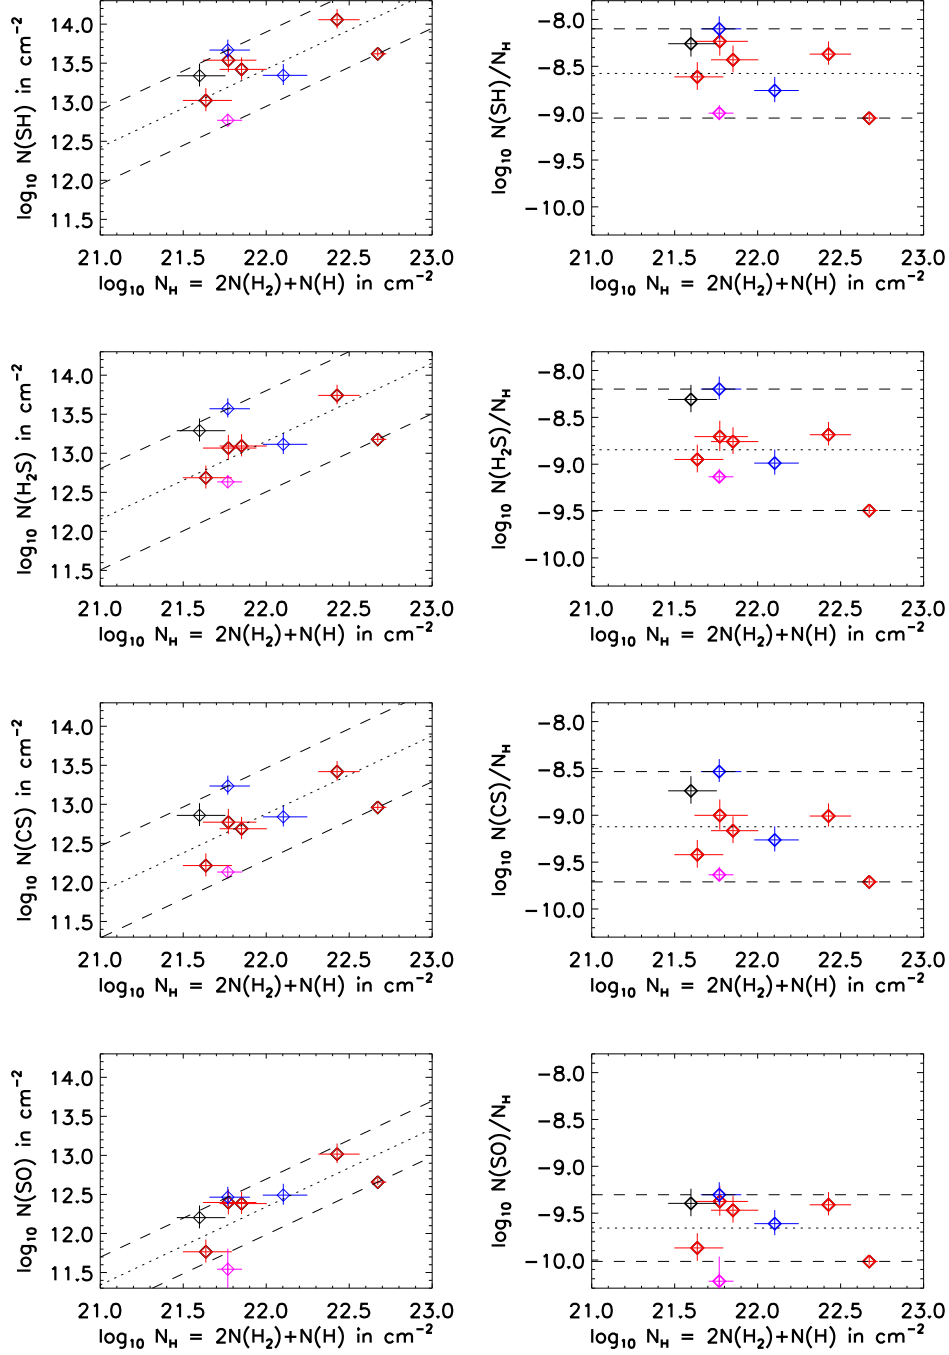 log₁₀ N(SH) in cm⁻²
14.0
13.5
13.0
12.5
12.0
11.5
21.0 21.5 22.0 22.5 23.0
log₁₀ N_H = 2N(H₂)+N(H) in cm⁻²
log₁₀ N(SH)/N_H
−8.0
−8.5
−9.0
−9.5
−10.0
21.0 21.5 22.0 22.5 23.0
log₁₀ N_H = 2N(H₂)+N(H) in cm⁻²
log₁₀ N(H₂S) in cm⁻²
14.0
13.5
13.0
12.5
12.0
11.5
21.0 21.5 22.0 22.5 23.0
log₁₀ N_H = 2N(H₂)+N(H) in cm⁻²
log₁₀ N(H₂S)/N_H
−8.0
−8.5
−9.0
−9.5
−10.0
21.0 21.5 22.0 22.5 23.0
log₁₀ N_H = 2N(H₂)+N(H) in cm⁻²
log₁₀ N(CS) in cm⁻²
14.0
13.5
13.0
12.5
12.0
11.5
21.0 21.5 22.0 22.5 23.0
log₁₀ N_H = 2N(H₂)+N(H) in cm⁻²
log₁₀ N(CS)/N_H
−8.0
−8.5
−9.0
−9.5
−10.0
21.0 21.5 22.0 22.5 23.0
log₁₀ N_H = 2N(H₂)+N(H) in cm⁻²
log₁₀ N(SO) in cm⁻²
14.0
13.5
13.0
12.5
12.0
11.5
21.0 21.5 22.0 22.5 23.0
log₁₀ N_H = 2N(H₂)+N(H) in cm⁻²
log₁₀ N(SO)/N_H
−8.0
−8.5
−9.0
−9.5
−10.0
21.0 21.5 22.0 22.5 23.0
log₁₀ N_H = 2N(H₂)+N(H) in cm⁻²